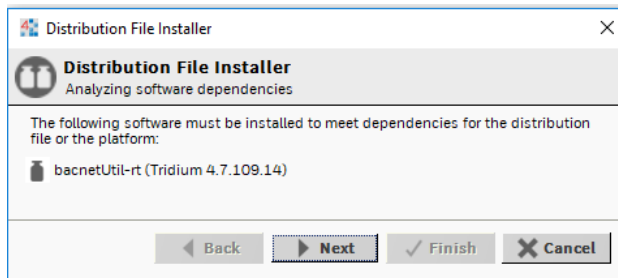 Distribution File Installer
Distribution File Installer
Analyzing software dependencies
The following software must be installed to meet dependencies for the distribution
file or the platform:
bacnetUtil-rt (Tridium 4.7.109.14)
Back Next Finish Cancel